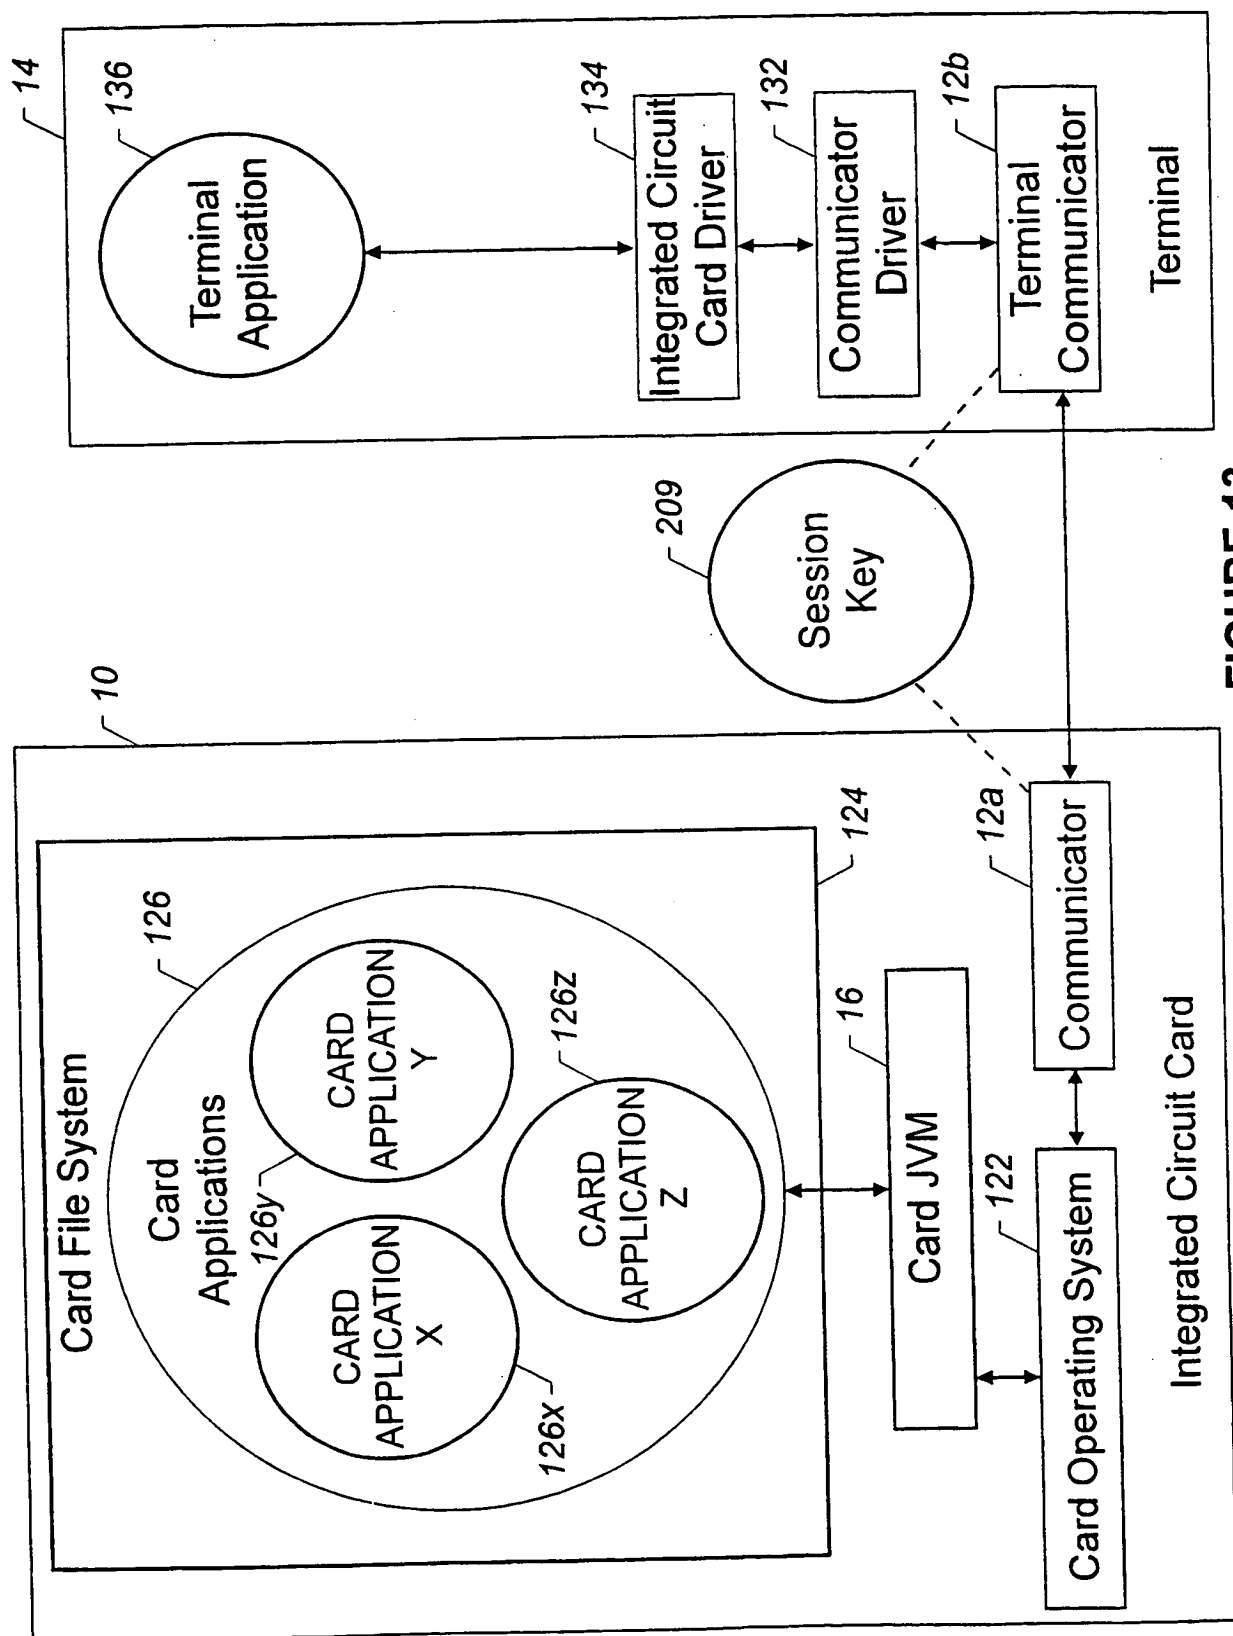 10
Card File System
Card
Applications
126
126y
CARD
APPLICATION
Y
CARD
APPLICATION
X
126x
126z
CARD
APPLICATION
Z
124
16
Card JVM
122
Card Operating System
12a
Communicator
Integrated Circuit Card
209
Session
Key
14
136
Terminal
Application
134
Integrated Circuit
Card Driver
132
Communicator
Driver
12b
Terminal
Communicator
Terminal